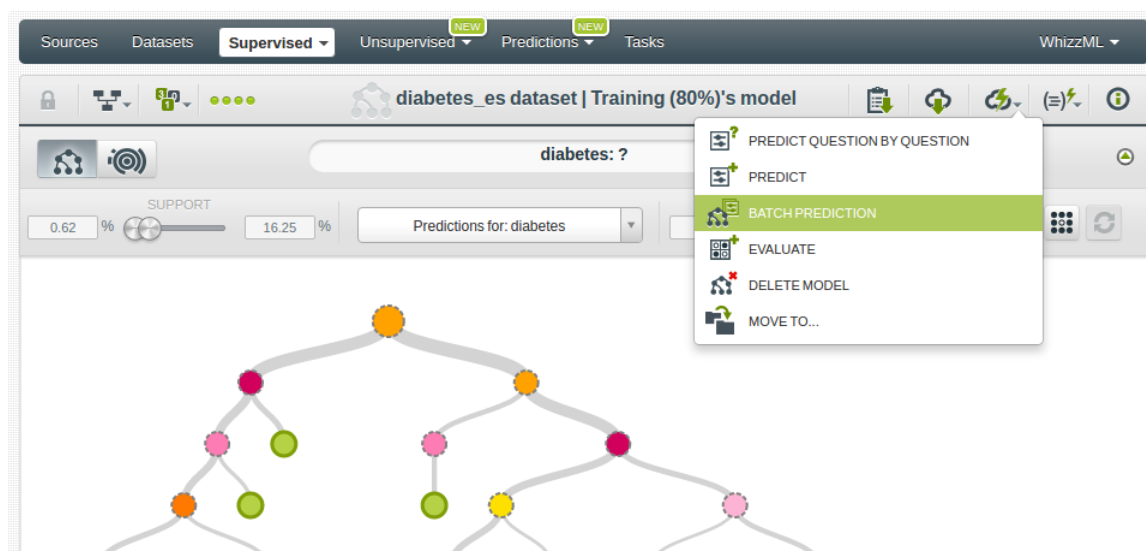 NEW NEW
Sources Datasets Supervised Unsupervised Predictions Tasks WhizzML
diabetes_es dataset | Training (80%)'s model
diabetes: ?
SUPPORT
0.62 % 16.25 % Predictions for: diabetes
PREDICT QUESTION BY QUESTION
PREDICT
BATCH PREDICTION
EVALUATE
DELETE MODEL
MOVE TO...